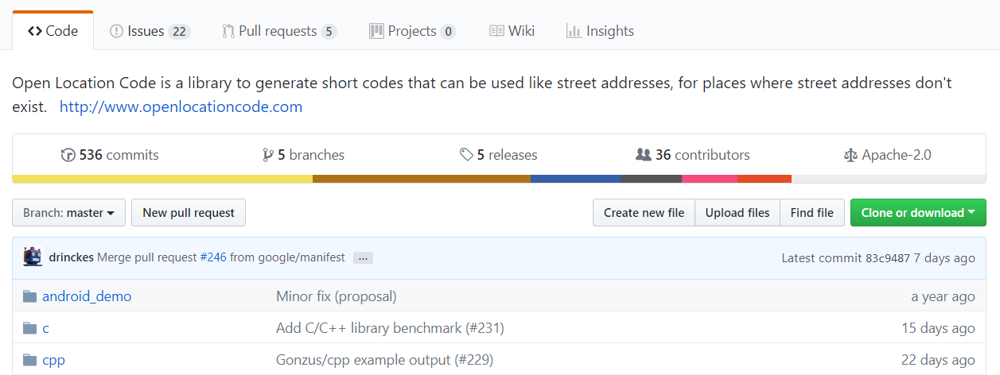 Code Issues 22 Pull requests 5 Projects 0 Wiki Insights
Open Location Code is a library to generate short codes that can be used like street addresses, for places where street addresses don't
exist. http://www.openlocationcode.com
536 commits 5 branches 5 releases 36 contributors Apache-2.0
Branch: master New pull request Create new file Upload files Find file Clone or download
drinckes Merge pull request #246 from google/manifest ... Latest commit 83c9487 7 days ago
android_demo Minor fix (proposal) a year ago
c Add C/C++ library benchmark (#231) 15 days ago
cpp Gonzus/cpp example output (#229) 22 days ago